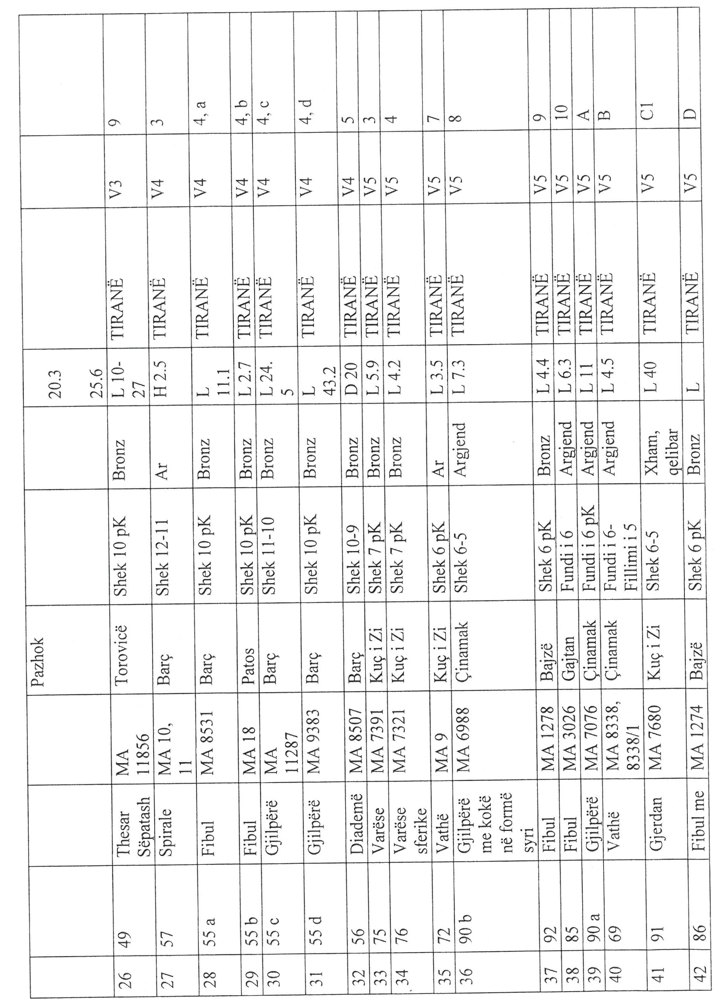 Pazhok 20.3
25.6
26 49 Thesar MA Torovicë Shek 10 pK Bronz L 10- TIRANË V3 9
Sëpatash 11856 27
27 57 Spirale MA 10, Barç Shek 12-11 Ar H 2.5 TIRANË V4 3
11
28 55 a Fibul MA 8531 Barç Shek 10 pK Bronz L TIRANË V4 4, a
11.1
29 55 b Fibul MA 18 Patos Shek 10 pK Bronz L 2.7 TIRANË V4 4, b
30 55 c Gjilpërë MA Barç Shek 11-10 Bronz L 24. TIRANË V4 4, c
11287 5
31 55 d Gjilpërë MA 9383 Barç Shek 10 pK Bronz L TIRANË V4 4, d
43.2
32 56 Diademë MA 8507 Barç Shek 10-9 Bronz D 20 TIRANË V4 5
33 75 Varëse MA 7391 Kuç i Zi Shek 7 pK Bronz L 5.9 TIRANË V5 3
34 76 Varëse MA 7321 Kuç i Zi Shek 7 pK Bronz L 4.2 TIRANË V5 4
sferike
35 72 Vathë MA 9 Kuç i Zi Shek 6 pK Ar L 3.5 TIRANË V5 7
36 90 b Gjilpërë MA 6988 Çinamak Shek 6-5 Argjend L 7.3 TIRANË V5 8
me kokë
në formë
syri
37 92 Fibul MA 1278 Bajzë Shek 6 pK Bronz L 4.4 TIRANË V5 9
38 85 Fibul MA 3026 Gajtan Fundi i 6 Argjend L 6.3 TIRANË V5 10
39 90 a Gjilpërë MA 7076 Çinamak Fundi i 6 pK Argjend L 11 TIRANË V5 A
40 69 Vathë MA 8338, Çinamak Fundi i 6- Argjend L 4.5 TIRANË V5 B
8338/1 Fillimi i 5
41 91 Gjerdan MA 7680 Kuç i Zi Shek 6-5 Xham, L 40 TIRANË V5 C1
qelibar
42 86 Fibul me MA 1274 Bajzë Shek 6 pK Bronz L TIRANË V5 D